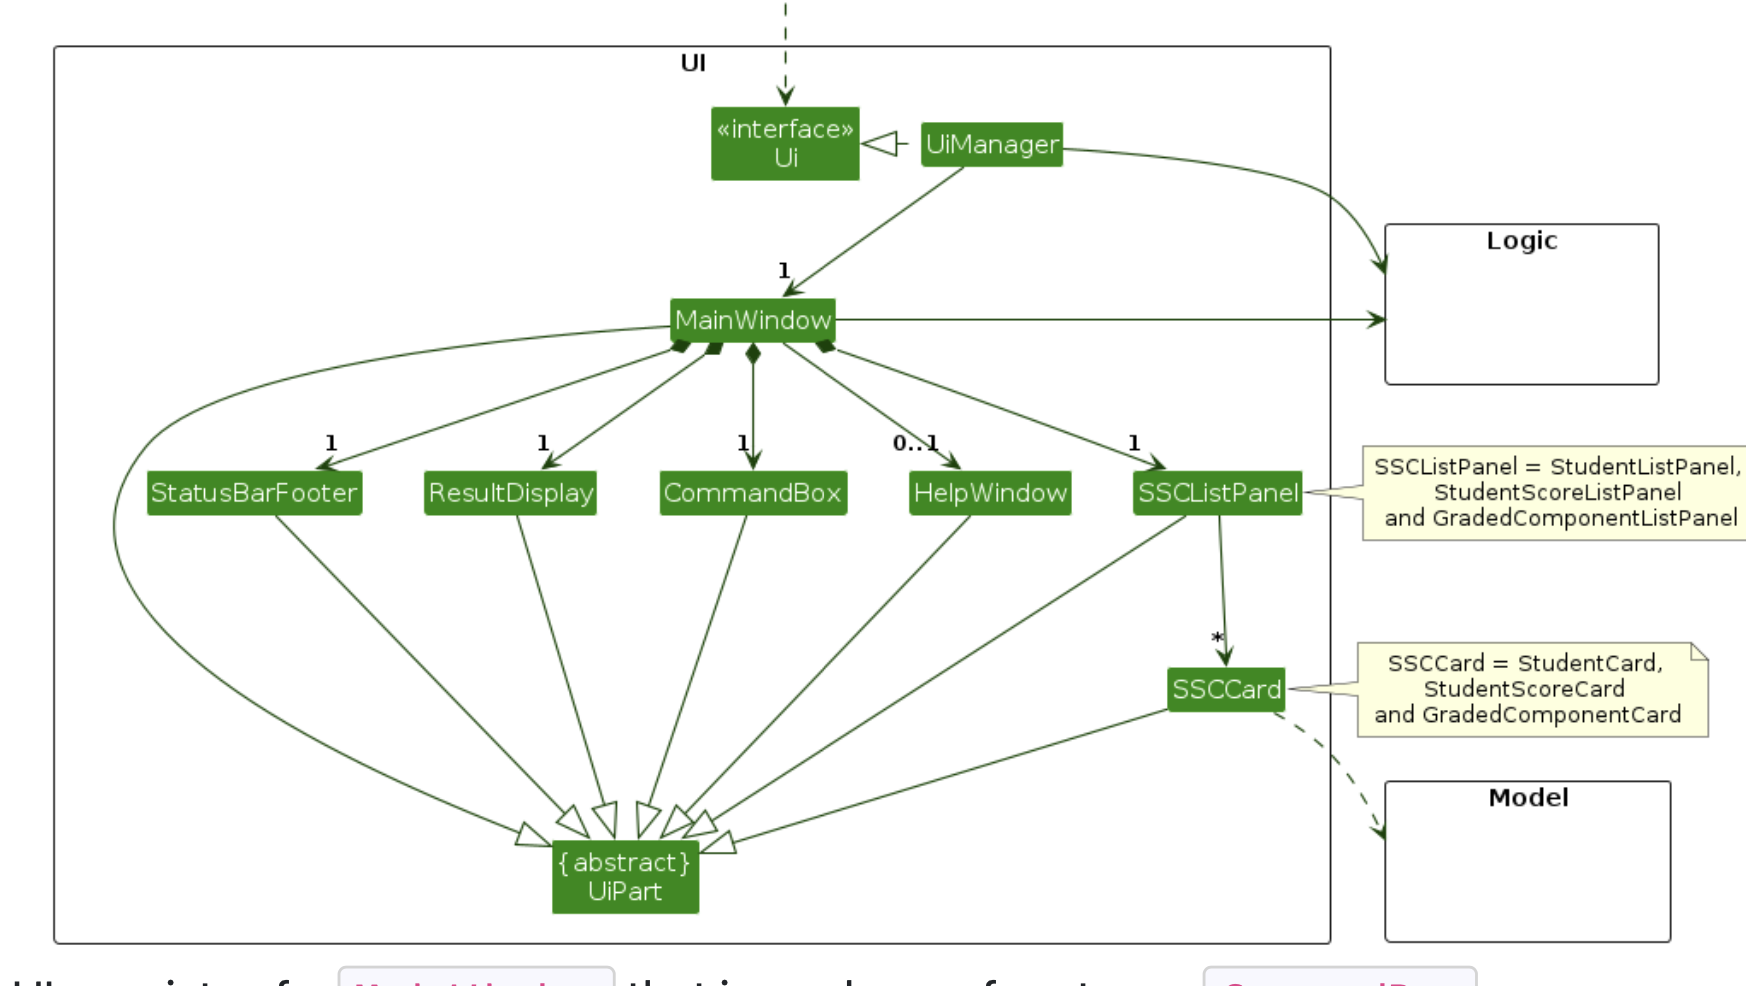 UI
«interface»
Ui
UiManager
Logic
1
MainWindow
1
1
1
0..1
1
StatusBarFooter
ResultDisplay
CommandBox
HelpWindow
SSCListPanel
SSCListPanel = StudentListPanel,
StudentScoreListPanel
and GradedComponentListPanel
*
SSCCard
SSCCard = StudentCard,
StudentScoreCard
and GradedComponentCard
Model
{abstract}
UiPart